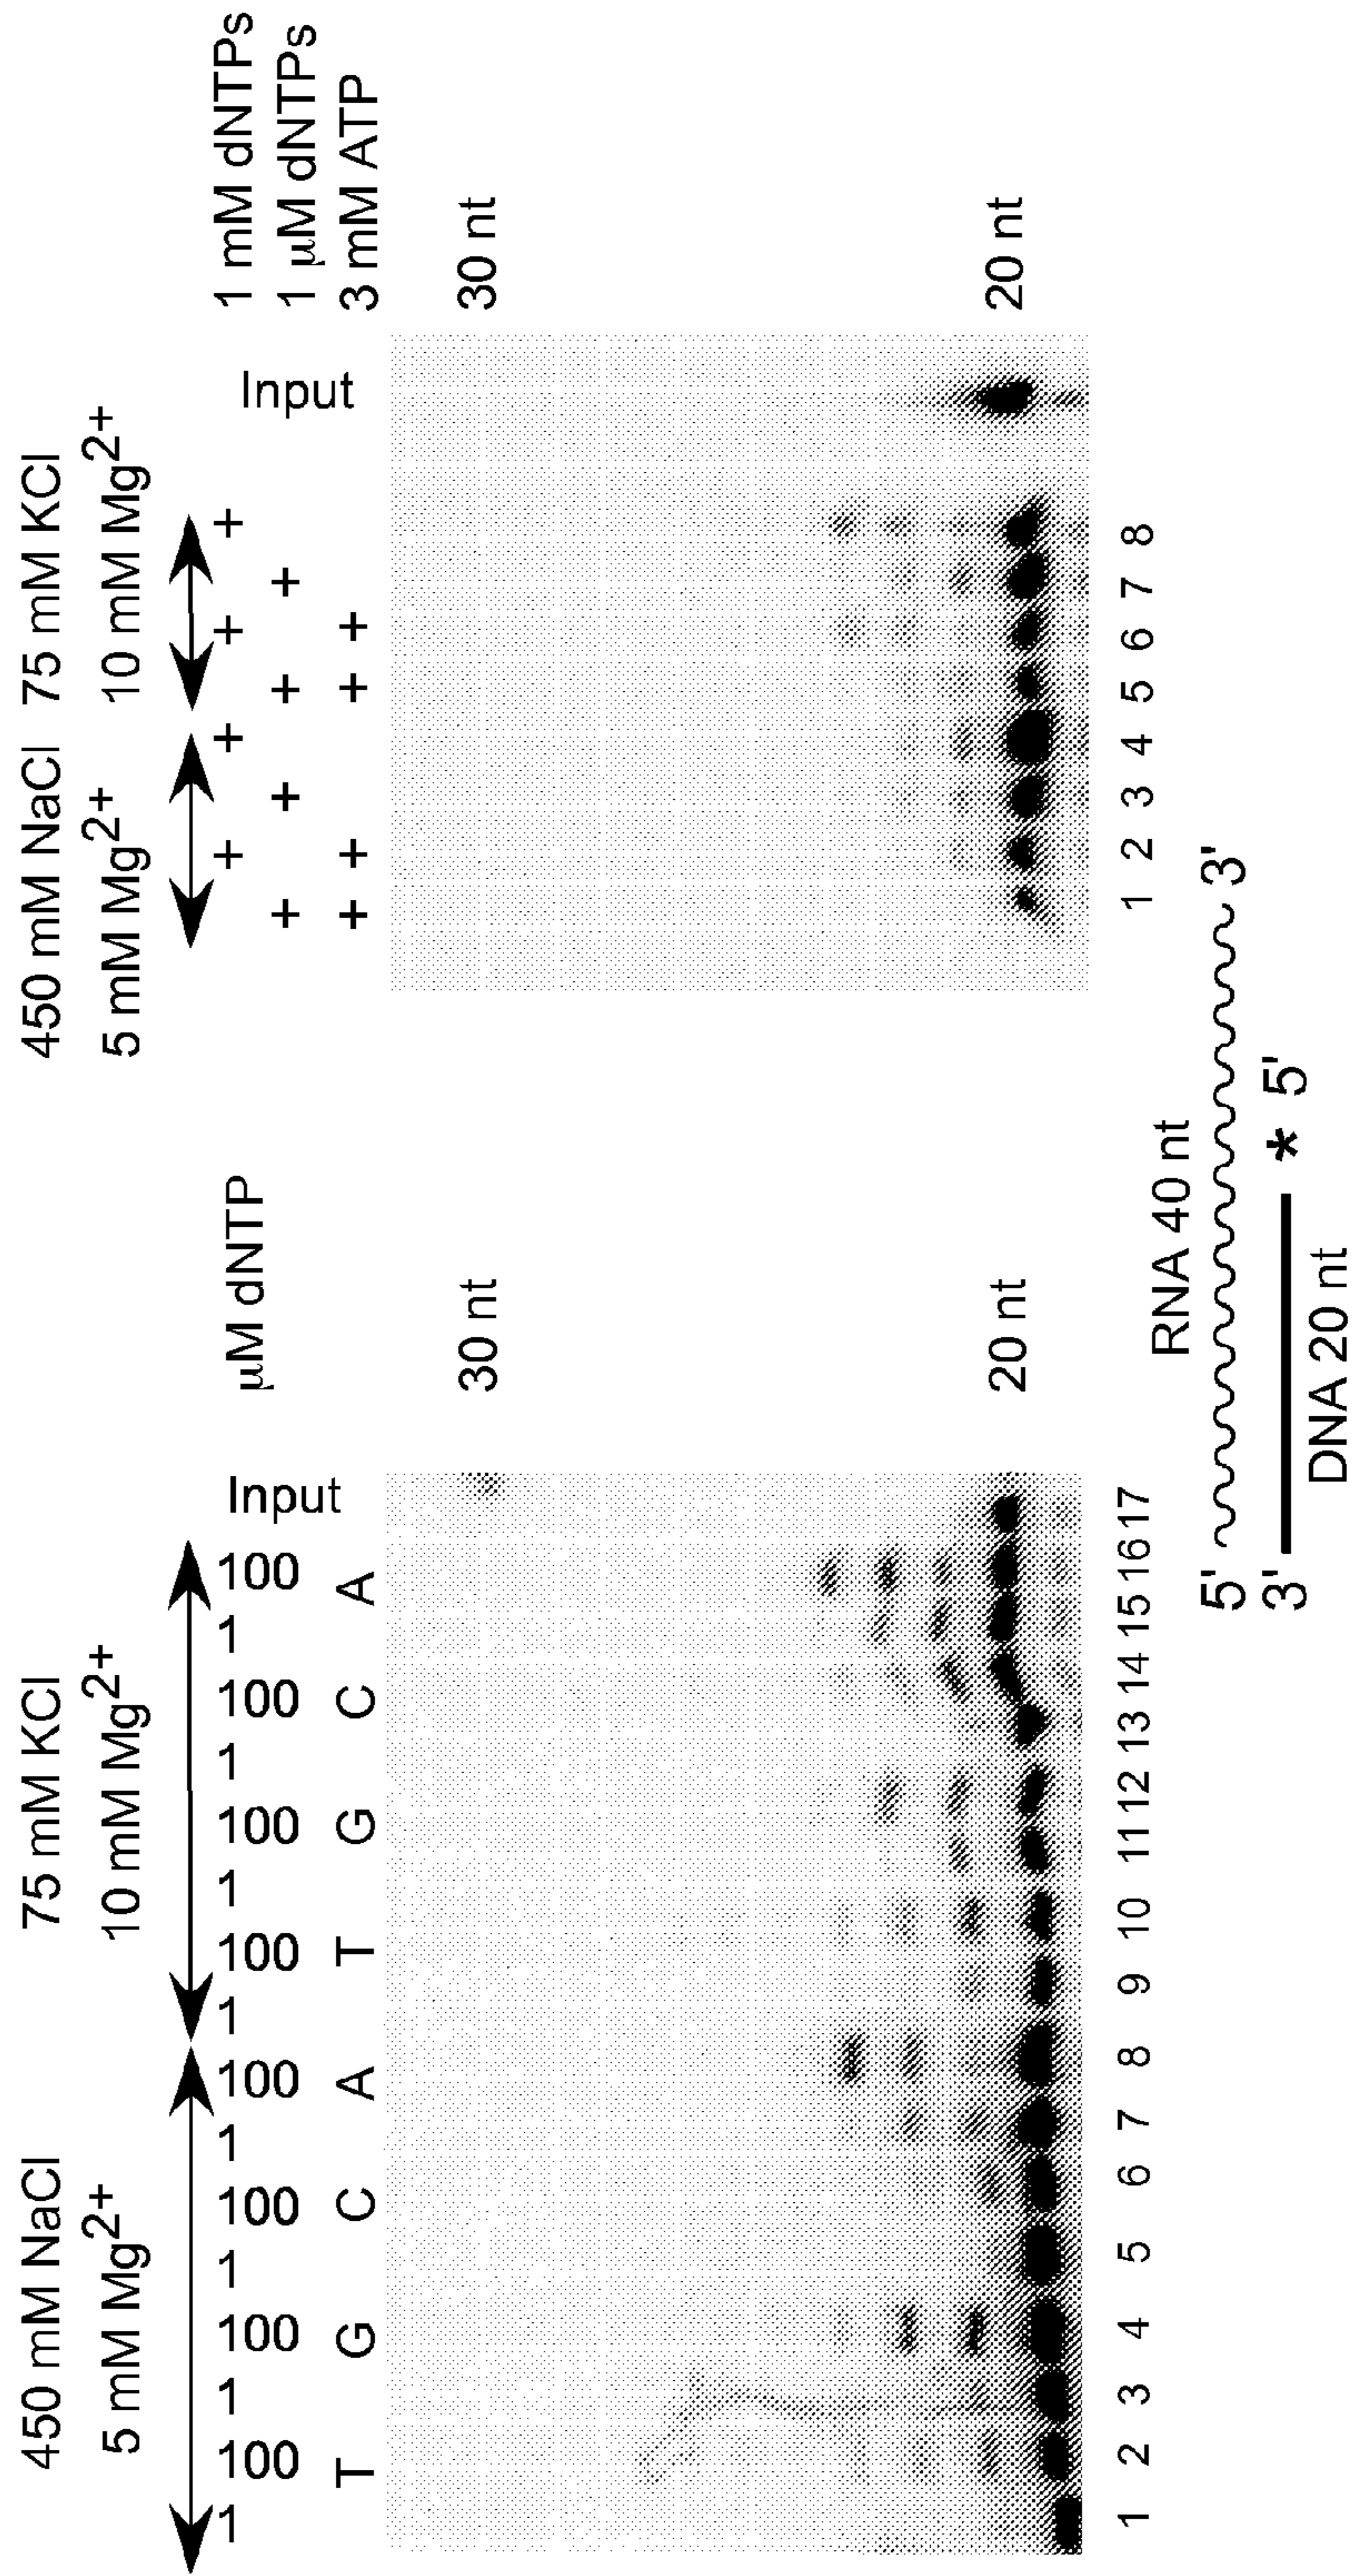 450 mM NaCl 75 mM KCl
5 mM Mg2+ 10 mM Mg2+
1 100 1 100 1 100 1 100 1 100 1 100 1 100 1 100 Input μM dNTP
T G C A T G C A
30 nt
20 nt
1 2 3 4 5 6 7 8 9 10 11 12 13 14 15 16 17
450 mM NaCl 75 mM KCl
5 mM Mg2+ 10 mM Mg2+
+ + + + 1 mM dNTPs
+ + + + Input 1 μM dNTPs
+ + + + 3 mM ATP
30 nt
20 nt
1 2 3 4 5 6 7 8
RNA 40 nt
5' 3'
3' * 5'
DNA 20 nt